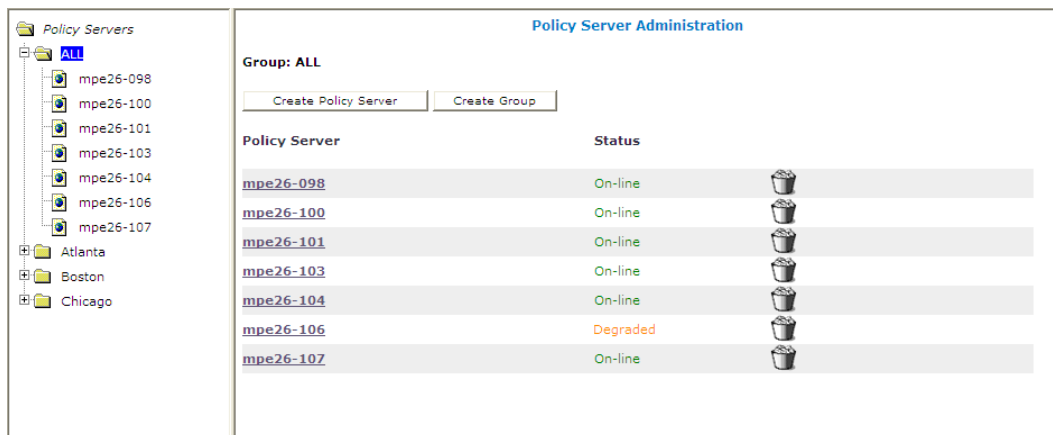 Policy Servers
ALL
mpe26-098
mpe26-100
mpe26-101
mpe26-103
mpe26-104
mpe26-106
mpe26-107
Atlanta
Boston
Chicago
Policy Server Administration
Group: ALL
Create Policy Server Create Group
Policy Server Status
mpe26-098 On-line
mpe26-100 On-line
mpe26-101 On-line
mpe26-103 On-line
mpe26-104 On-line
mpe26-106 Degraded
mpe26-107 On-line